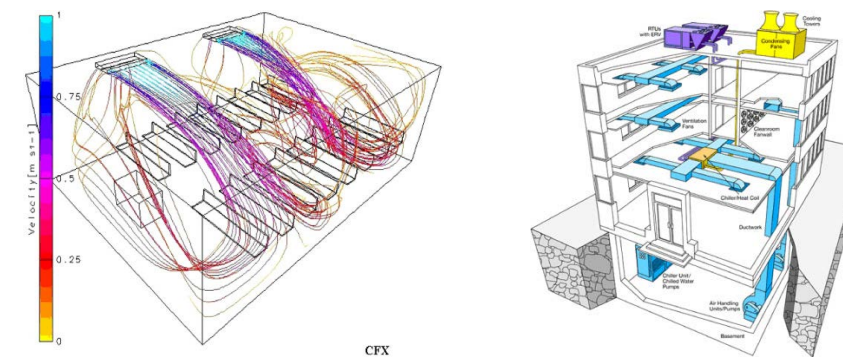 1
0.75
0.5
0.25
0
Velocity[m s^-1]
CFX
RTUs
with ERV
Cooling
Towers
Condensing
Fans
Ventilation
Fans
Cleanroom
Fanwall
Chiller/Heat Coil
Ductwork
Chiller Unit/
Chilled Water
Pumps
Air Handling
Units/Pumps
Basement